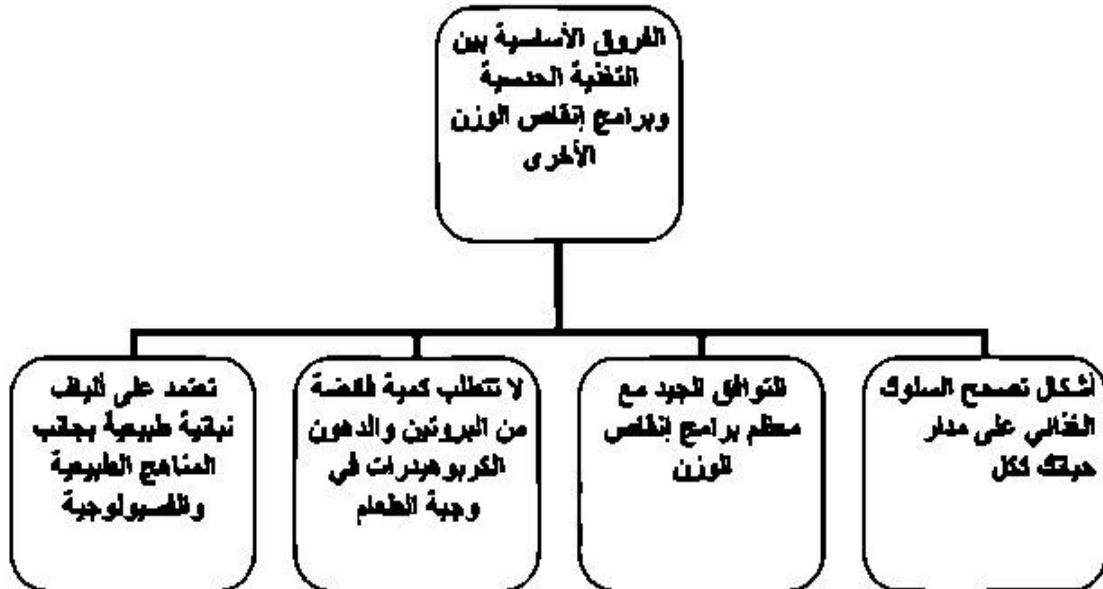 الفروق الأساسية بين
التغذية الحدسية
وبرامج إنقاص الوزن
الأخرى
أشكال تصحح السلوك
الغذائي على مدار
حياتك ككل
التوافق الجيد مع
معظم برامج إنقاص
الوزن
لا تتطلب كمية فائضة
من البروتين والدهون
الكربوهيدرات في
وجبة الطعام
تعتمد على ألياف
نباتية طبيعية بجانب
المناهج الطبيعية
والفسيولوجية